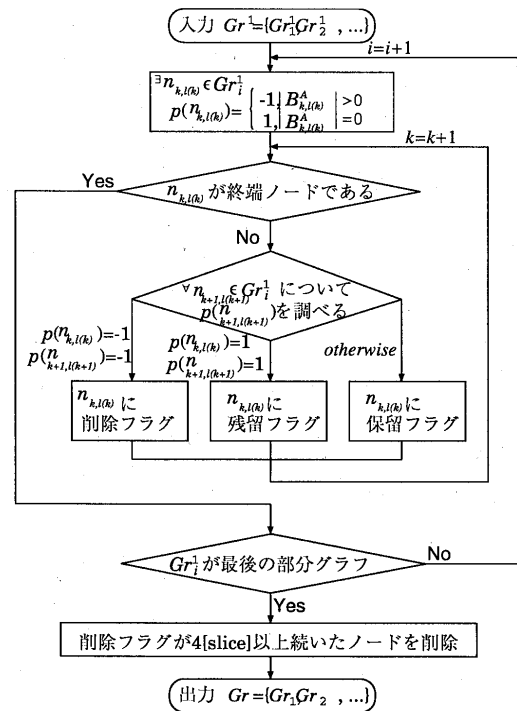 入力 Gr¹={Gr¹₁,Gr¹₂ , ...}
i=i+1
∃n_{k,l(k)}∈Gr¹ᵢ
p(n_{k,l(k)})={ -1,| B^A_{k,l(k)} |>0
1,| B^A_{k,l(k)} |=0
k=k+1
Yes
n_{k,l(k)}が終端ノードである
No
∀n_{k+1,l(k+1)}∈Gr¹ᵢ について
p(n_{k+1,l(k+1)})を調べる
p(n_{k,l(k)})=-1
p(n_{k+1,l(k+1)})=-1
p(n_{k,l(k)})=1
p(n_{k+1,l(k+1)})=1
otherwise
n_{k,l(k)}に
削除フラグ
n_{k,l(k)}に
残留フラグ
n_{k,l(k)}に
保留フラグ
Gr¹ᵢが最後の部分グラフ
No
Yes
削除フラグが4[slice]以上続いたノードを削除
出力 Gr={Gr₁,Gr₂ , ...}